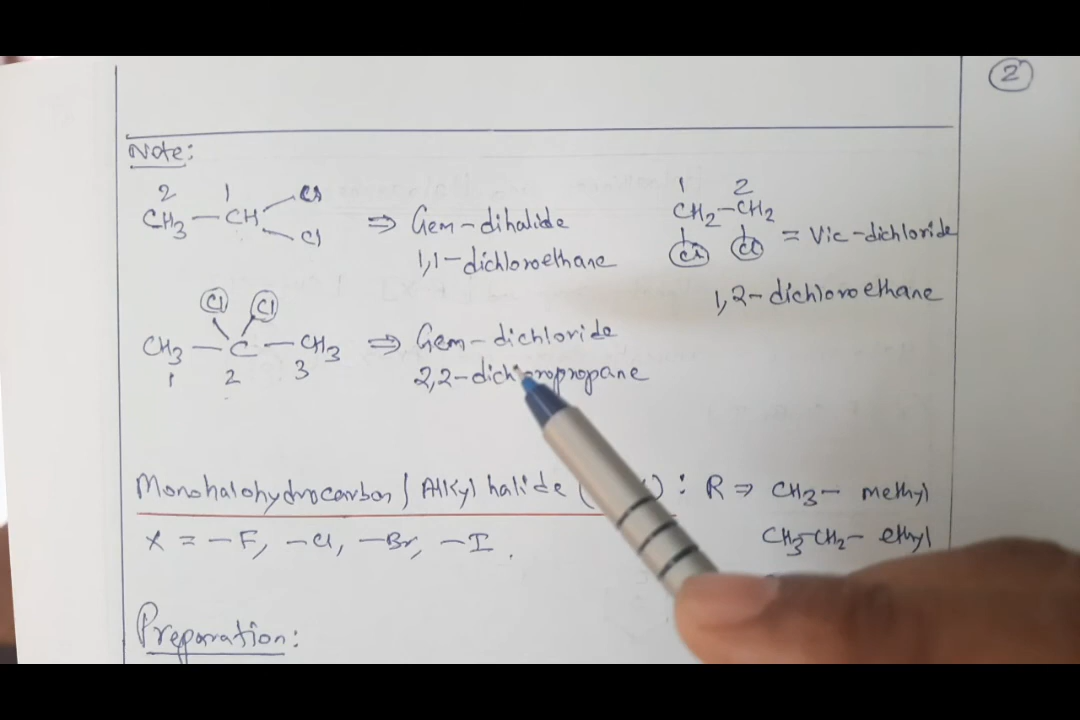 2
Note:
2 1
CH3 — CH Cl Cl ⇒ Gem-dihalide
1,1-dichloroethane
1 2
CH2-CH2
Cl Cl = Vic-dichloride
1,2-dichloroethane
Cl Cl
CH3 — C — CH3 ⇒ Gem-dichloride
1 2 3 2,2-dichloropropane
Monohalohydrocarbon / Alkyl halide ( ) : R ⇒ CH3- methyl
CH3-CH2- ethyl
X = -F, -Cl, -Br, -I.
Preparation: